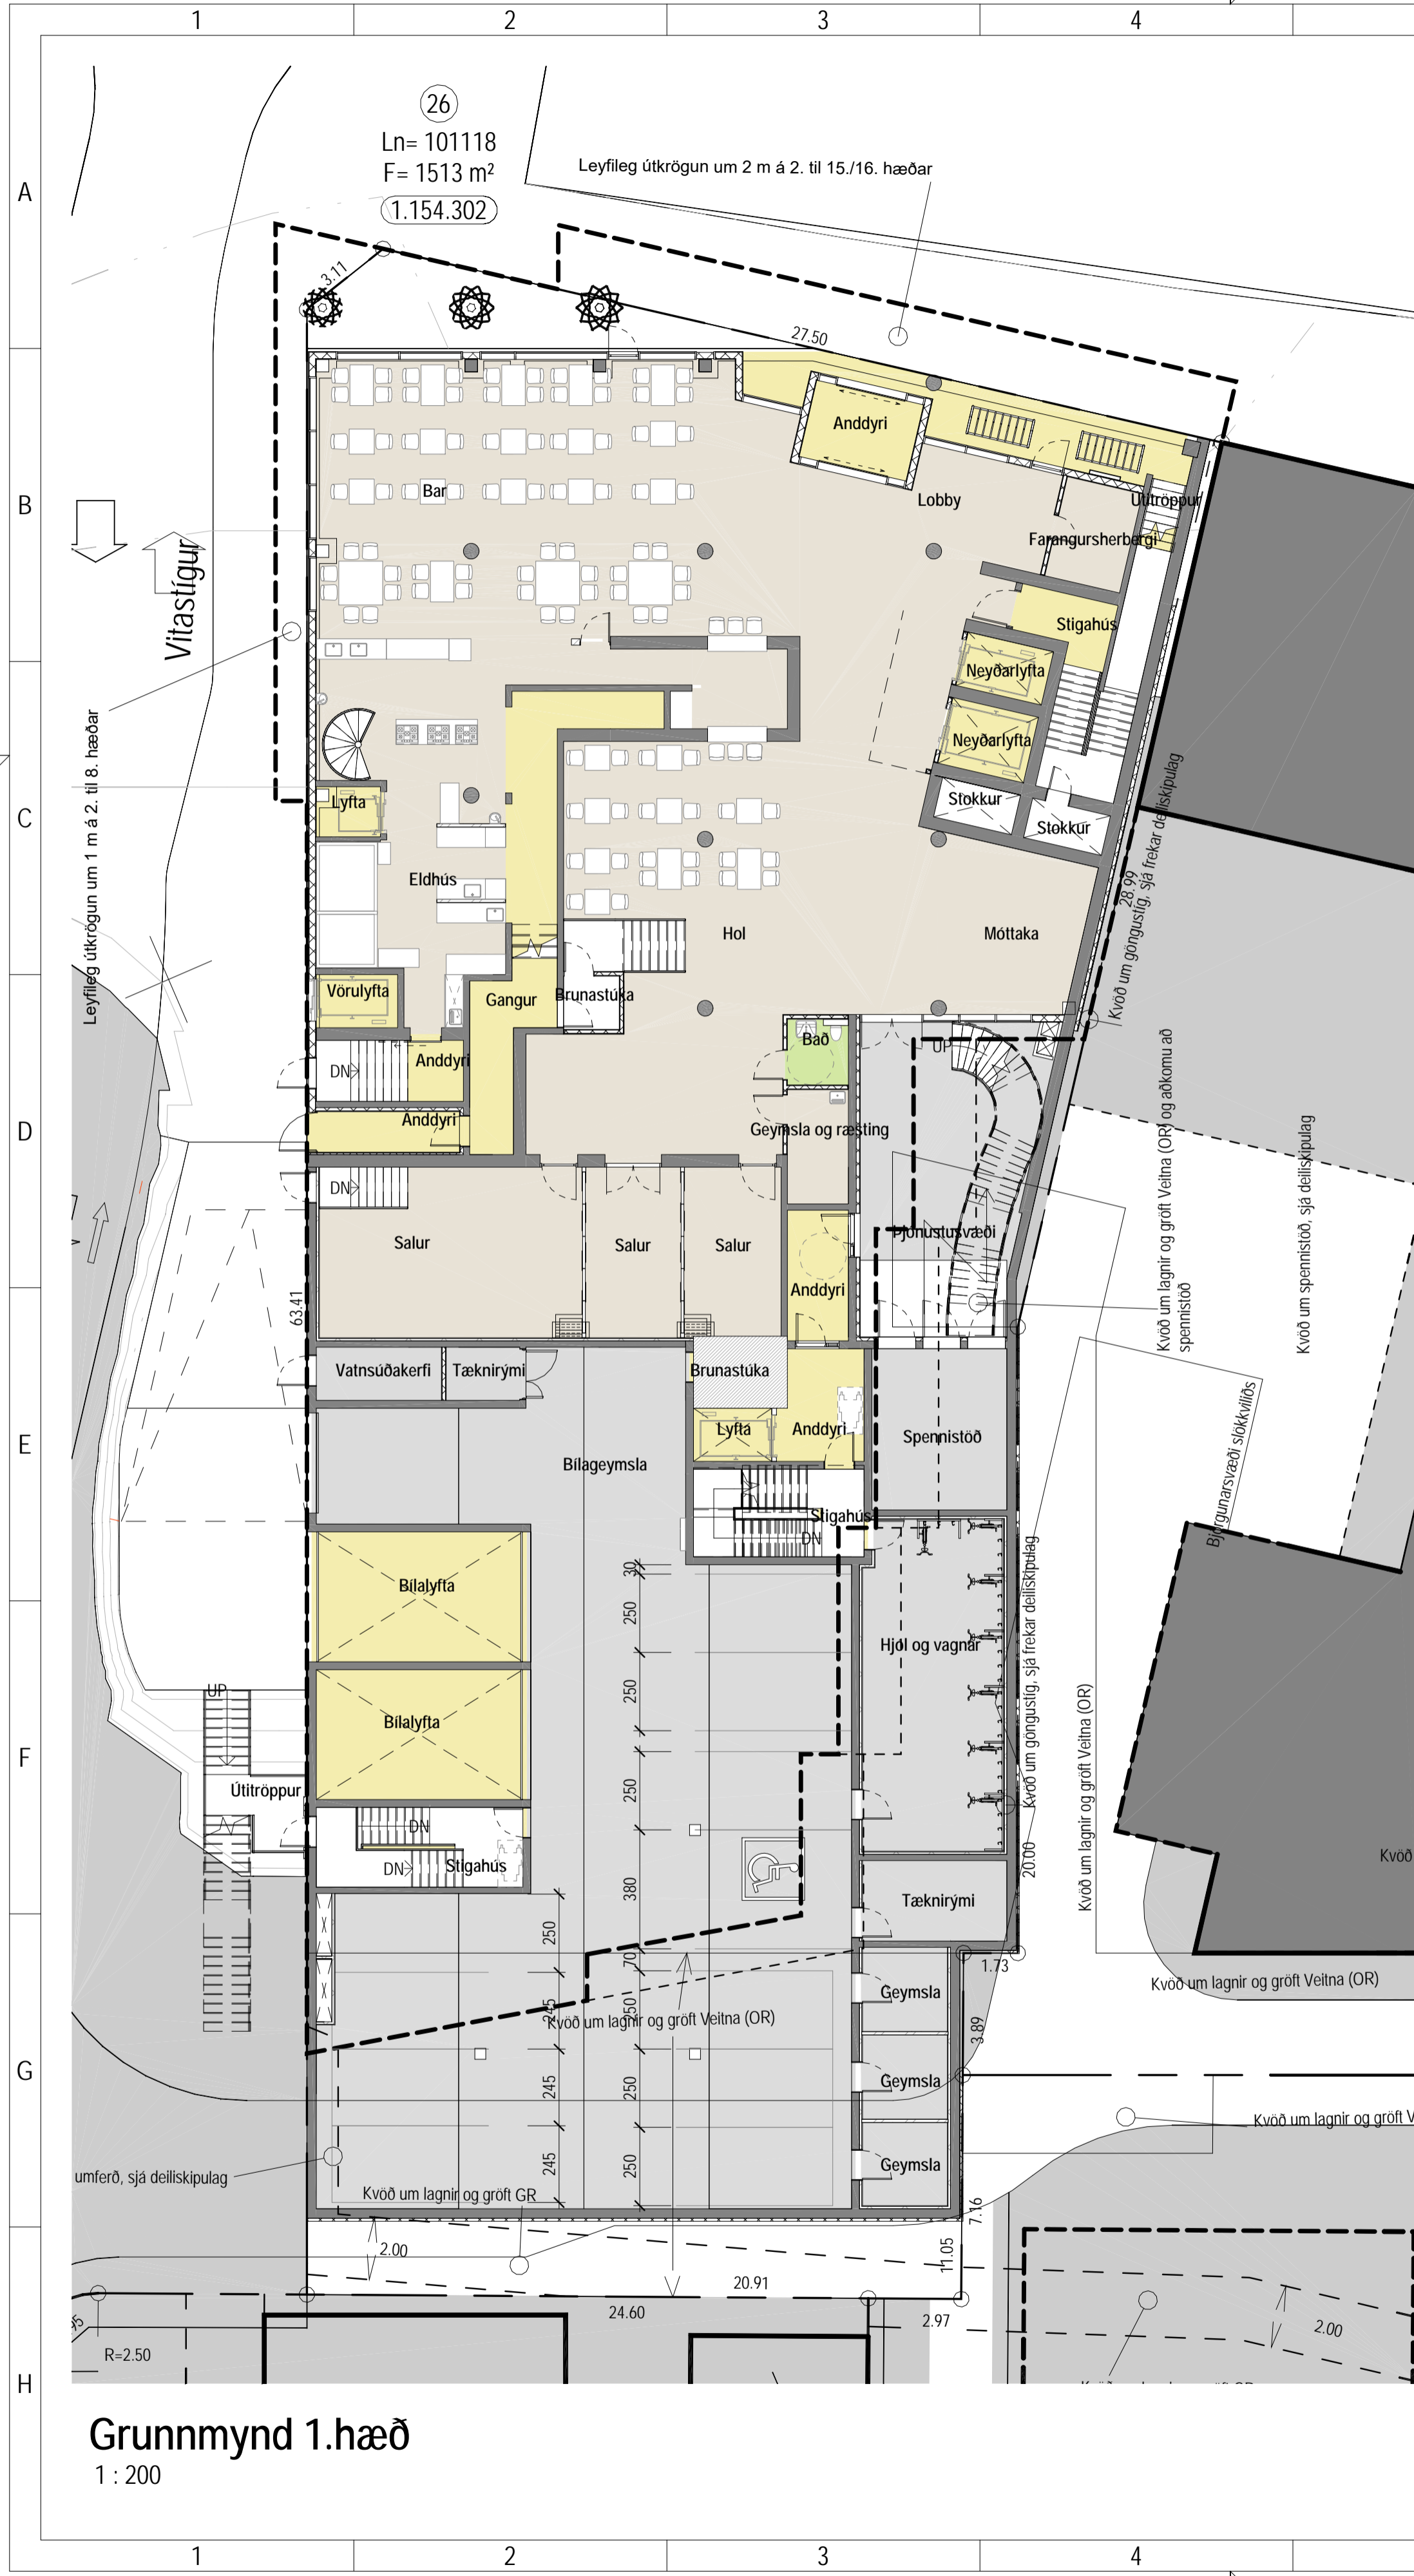 1
2
3
4
A
B
C
D
E
F
G
H
26
Ln= 101118
F= 1513 m²
1.154.302
Leyfileg útkrögun um 2 m á 2. til 15./16. hæðar
3.11
27.50
Anddyri
Bar
Lobby
Útitröppur
Farangursherbergi
Vitastígur
Stigahús
Neyðarlyfta
Neyðarlyfta
Leyfileg útkrögun um 1 m á 2. til 8. hæðar
Lyfta
Stokkur
Stokkur
Eldhús
28.99
Kvöð um göngustíg, sjá frekar deiliskipulag
Hol
Móttaka
Vörulyfta
Gangur
Brunastúka
Bað
UP
DN
Anddyri
Anddyri
Geymsla og ræsting
Kvöð um lagnir og gröft Veitna (OR) og aðkomu að
spennistöð
Kvöð um spennistöð, sjá deiliskipulag
DN
Salur
Salur
Salur
Þjónustusvæði
Anddyri
63.41
Vatnsúðakerfi
Tæknirými
Brunastúka
Lyfta
Anddyri
Spennistöð
Bílageymsla
Björgunarsvæði slökkviliðs
Stigahús
DN
30
250
250
250
380
70
250
250
250
Bílalyfta
Bílalyfta
Hjól og vagnar
Kvöð um göngustíg, sjá frekar deiliskipulag
Kvöð um lagnir og gröft Veitna (OR)
UP
Útitröppur
DN
DN
Stigahús
20.00
Kvöð
Tæknirými
250
245
245
245
1.73
Kvöð um lagnir og gröft Veitna (OR)
Geymsla
Kvöð um lagnir og gröft Veitna (OR)
3.89
Geymsla
Kvöð um lagnir og gröft V
Geymsla
umferð, sjá deiliskipulag
Kvöð um lagnir og gröft GR
7.16
11.05
2.00
20.91
24.60
2.97
2.00
R=2.50
Grunnmynd 1.hæð
1 : 200
1
2
3
4